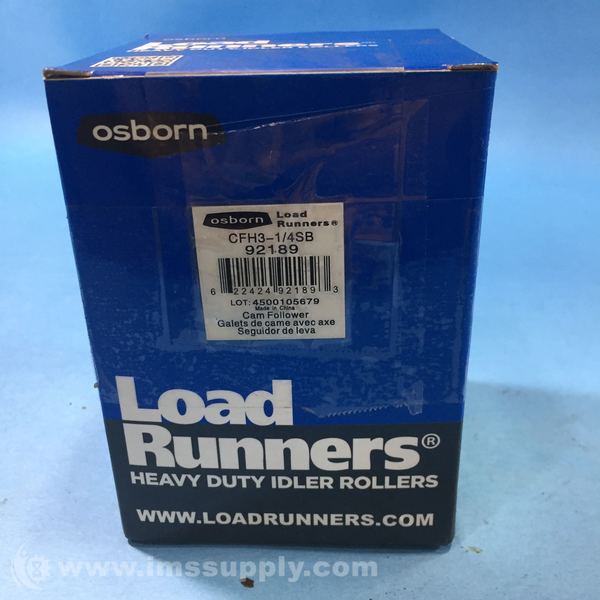 osborn
osborn
Load
Runners®
CFH3-1/4SB
92189
6 22424 92189 3
LOT: 4500105679
Made in China
Cam Follower
Galets de came avec axe
Seguidor de leva
Load
Runners®
HEAVY DUTY IDLER ROLLERS
WWW.LOADRUNNERS.COM
© www.imssupply.com